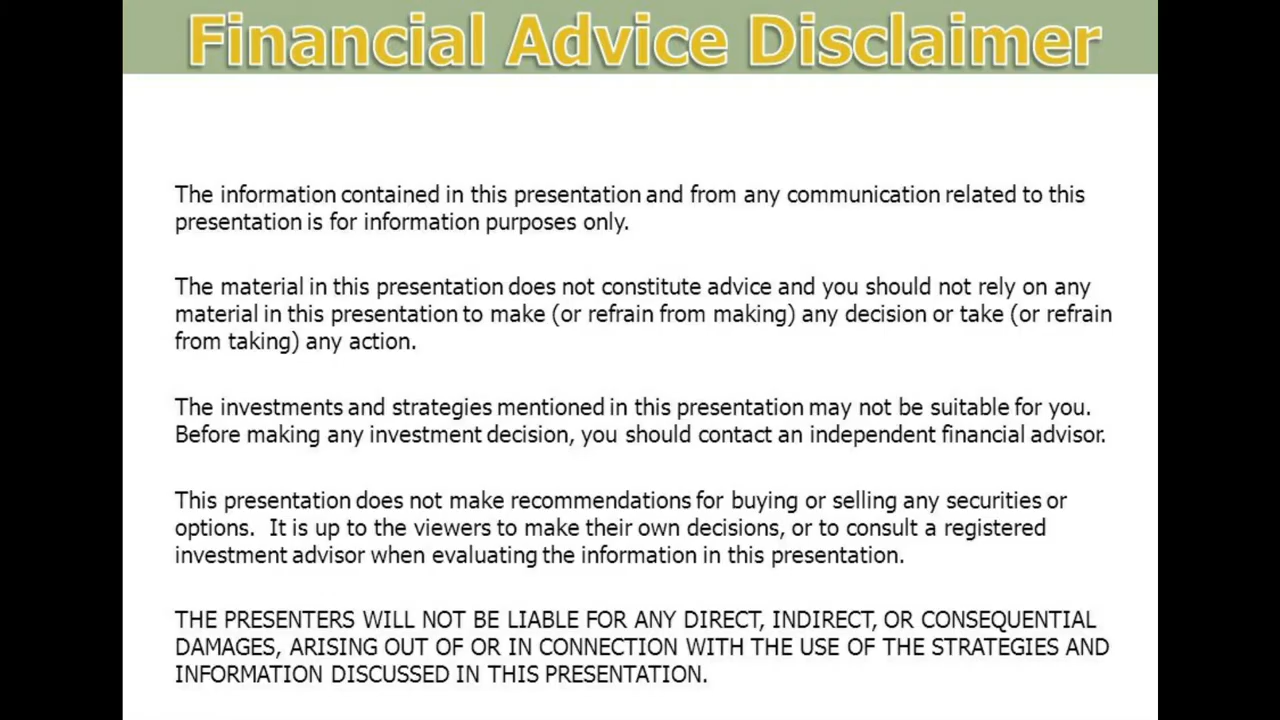 Financial Advice Disclaimer
The information contained in this presentation and from any communication related to this
presentation is for information purposes only.
The material in this presentation does not constitute advice and you should not rely on any
material in this presentation to make (or refrain from making) any decision or take (or refrain
from taking) any action.
The investments and strategies mentioned in this presentation may not be suitable for you.
Before making any investment decision, you should contact an independent financial advisor.
This presentation does not make recommendations for buying or selling any securities or
options.  It is up to the viewers to make their own decisions, or to consult a registered
investment advisor when evaluating the information in this presentation.
THE PRESENTERS WILL NOT BE LIABLE FOR ANY DIRECT, INDIRECT, OR CONSEQUENTIAL
DAMAGES, ARISING OUT OF OR IN CONNECTION WITH THE USE OF THE STRATEGIES AND
INFORMATION DISCUSSED IN THIS PRESENTATION.